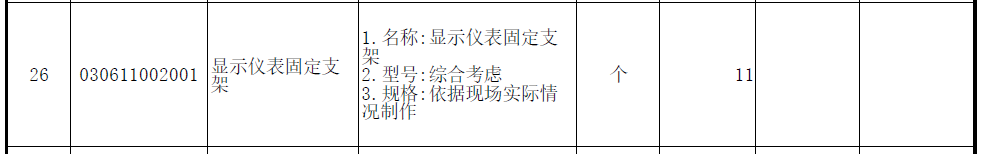 26
030611002001
显示仪表固定支
架
1.名称:显示仪表固定支
架
2.型号:综合考虑
3.规格:依据现场实际情
况制作
个
11